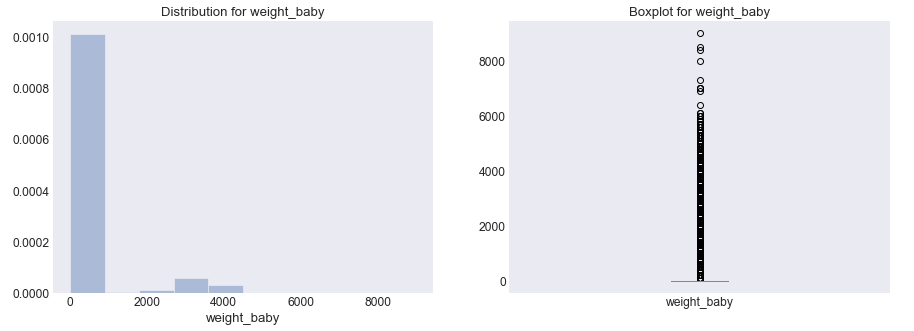 Distribution for weight_baby
0.0010
0.0008
0.0006
0.0004
0.0002
0.0000
0 2000 4000 6000 8000
weight_baby
Boxplot for weight_baby
8000
6000
4000
2000
0
weight_baby